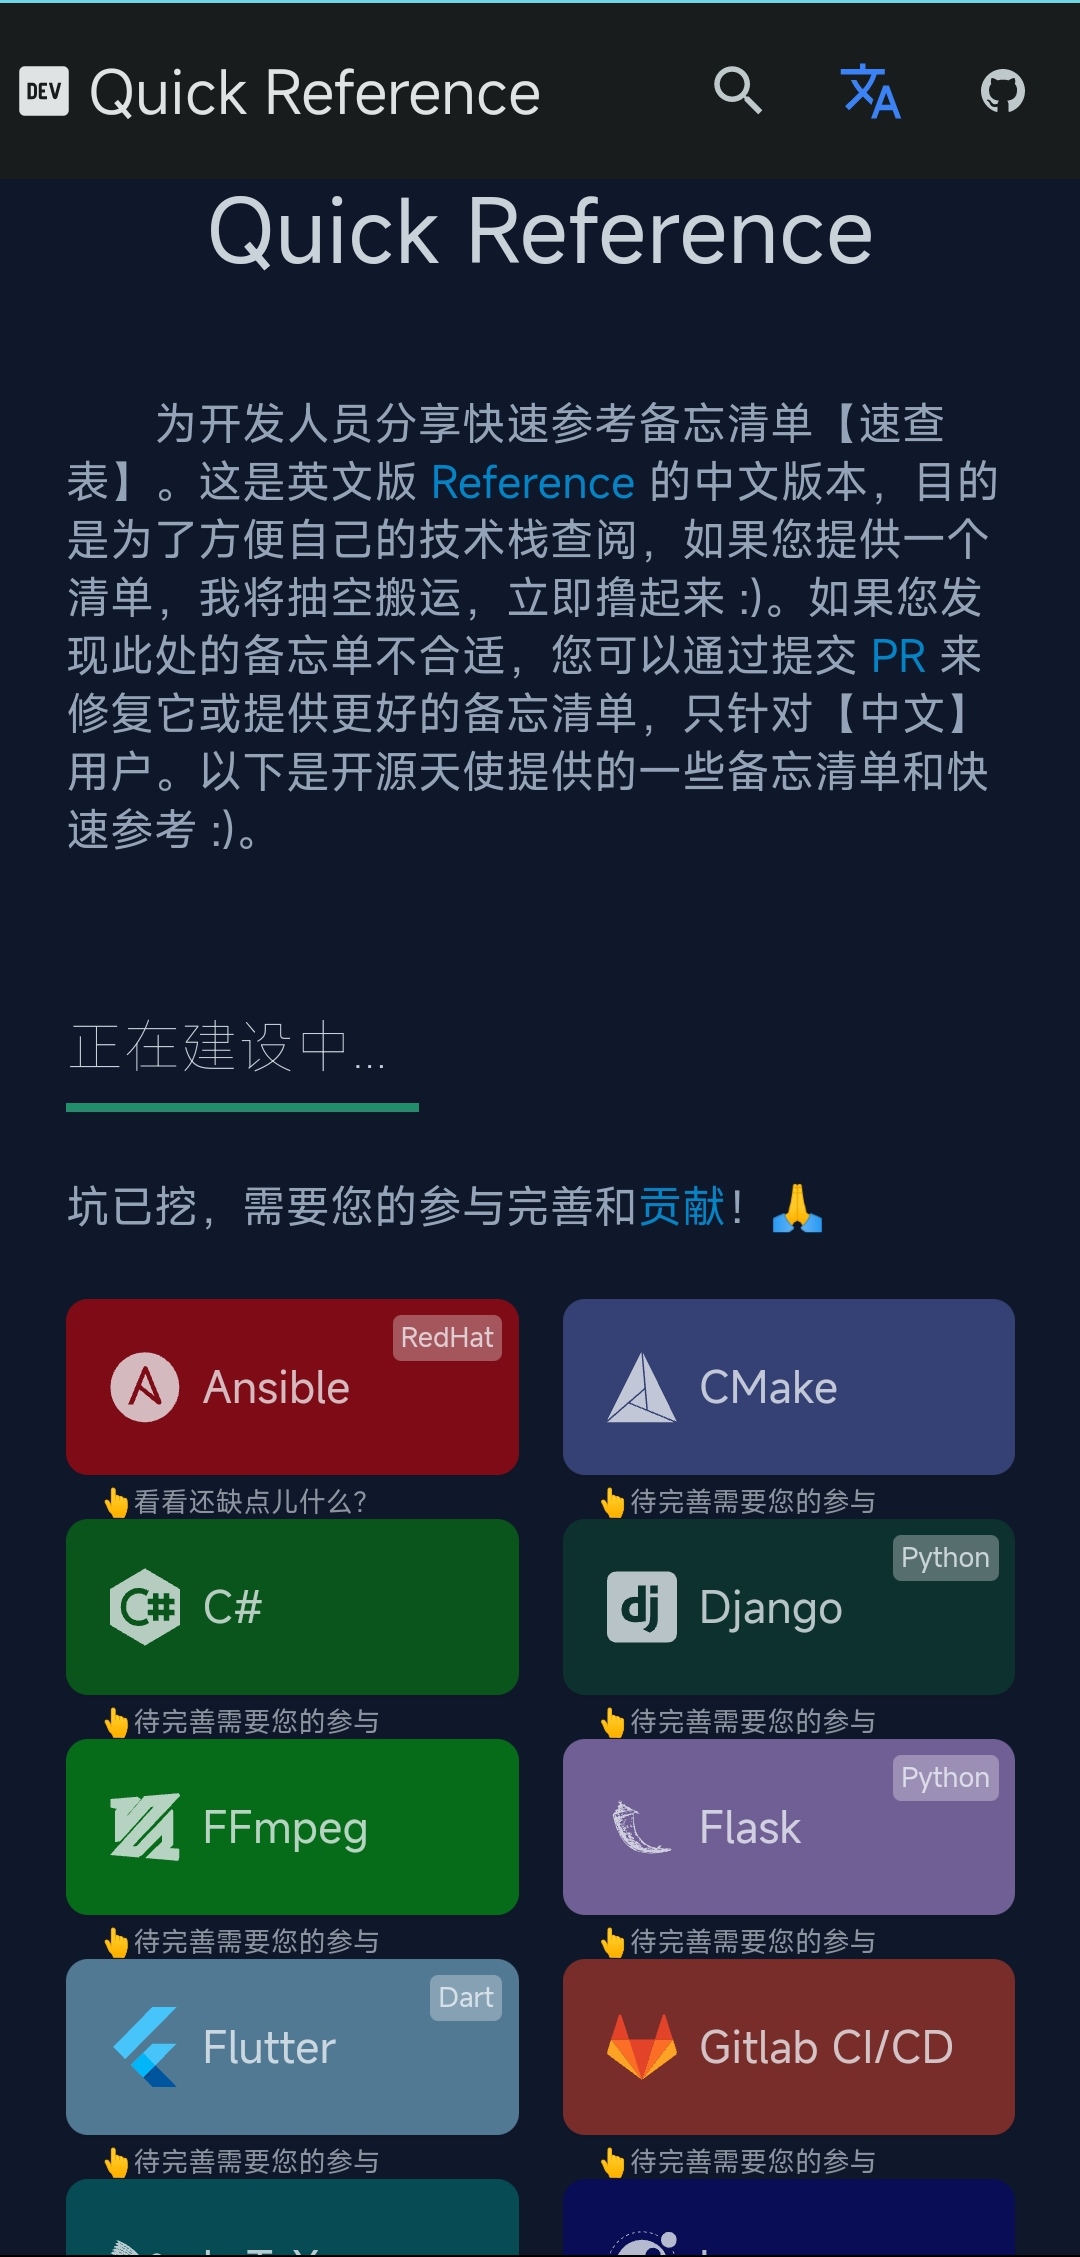 DEV Quick Reference
Quick Reference
为开发人员分享快速参考备忘清单【速查
表】。这是英文版 Reference 的中文版本，目的
是为了方便自己的技术栈查阅，如果您提供一个
清单，我将抽空搬运，立即撸起来 :)。如果您发
现此处的备忘单不合适，您可以通过提交 PR 来
修复它或提供更好的备忘清单，只针对【中文】
用户。以下是开源天使提供的一些备忘清单和快
速参考 :)。
正在建设中...
坑已挖，需要您的参与完善和贡献！🙏
RedHat
Ansible
CMake
👆看看还缺点儿什么?
👆待完善需要您的参与
C#
Python
Django
👆待完善需要您的参与
👆待完善需要您的参与
FFmpeg
Python
Flask
👆待完善需要您的参与
👆待完善需要您的参与
Dart
Flutter
Gitlab CI/CD
👆待完善需要您的参与
👆待完善需要您的参与